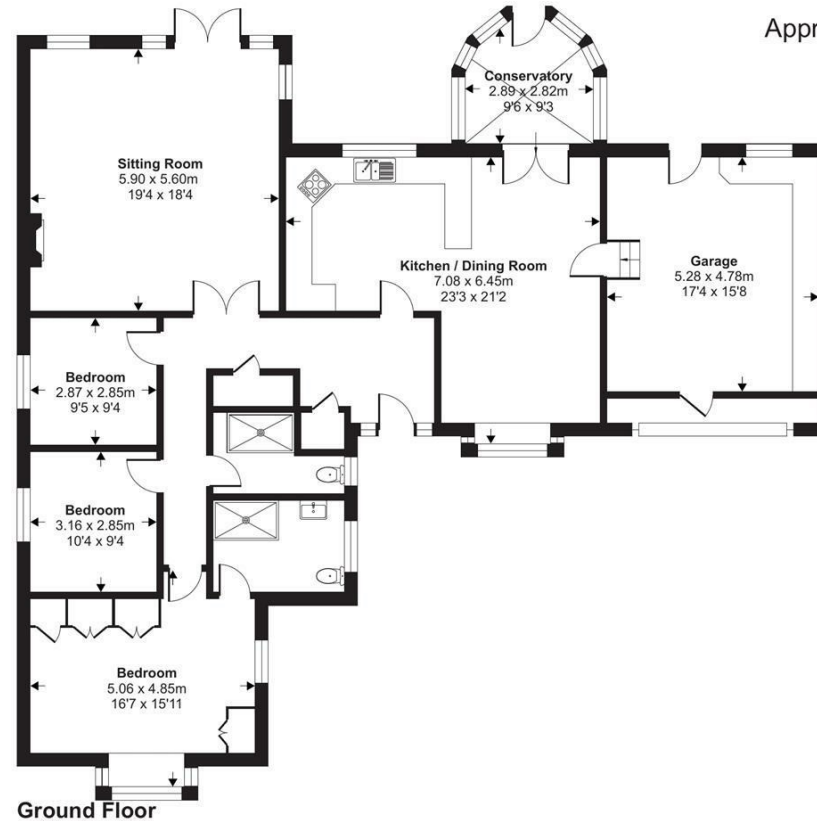 Appr
Conservatory
2.89 x 2.82m
9'6 x 9'3
Sitting Room
5.90 x 5.60m
19'4 x 18'4
Kitchen / Dining Room
7.08 x 6.45m
23'3 x 21'2
Garage
5.28 x 4.78m
17'4 x 15'8
Bedroom
2.87 x 2.85m
9'5 x 9'4
Bedroom
3.16 x 2.85m
10'4 x 9'4
Bedroom
5.06 x 4.85m
16'7 x 15'11
Ground Floor